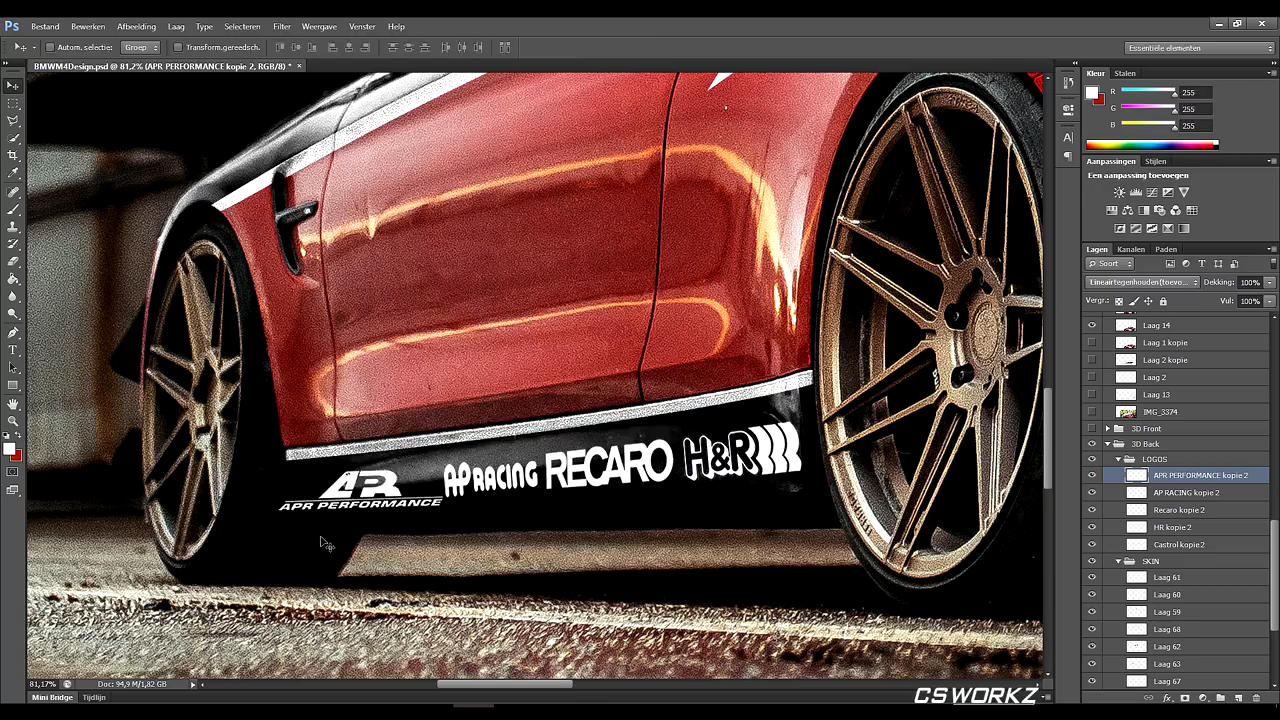 Ps Bestand Bewerken Afbeelding Laag Type Selecteren Filter Weergave Venster Help
Autom. selectie: Groep Transform.gereedsch. Essentiële elementen
BMWM4Design.psd @ 81,2% (APR PERFORMANCE kopie 2, RGB/8) * ×
Kleur Stalen
R 255
G 255
B 255
Aanpassingen Stijlen
Een aanpassing toevoegen
Lagen Kanalen Paden
Soort
Lineair tegenhouden (toevo... Dekking: 100%
Vergr.: Vul: 100%
Laag 14
Laag 1 kopie
Laag 2 kopie
Laag 2
Laag 13
IMG_3374
3D Front
3D Back
LOGOS
APR PERFORMANCE kopie 2
AP RACING kopie 2
Recaro kopie 2
HR kopie 2
Castrol kopie 2
SKIN
Laag 61
Laag 60
Laag 59
Laag 68
Laag 62
Laag 63
Laag 67
APR
APR PERFORMANCE
AP RACING RECARO H&R
81,17% Doc: 94,9 M/1,82 GB
Mini Bridge Tijdlijn
CSWORKZ